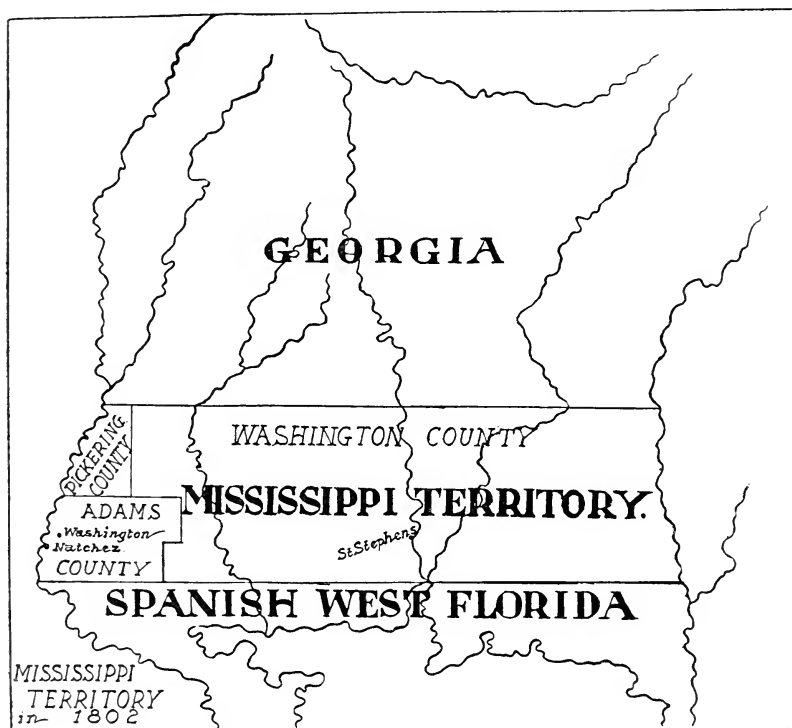 GEORGIA
WASHINGTON COUNTY
PICKERING
COUNTY
MISSISSIPPI TERRITORY.
ADAMS
Washington
Natchez
COUNTY
St Stephens
SPANISH WEST FLORIDA
MISSISSIPPI
TERRITORY
in 1802